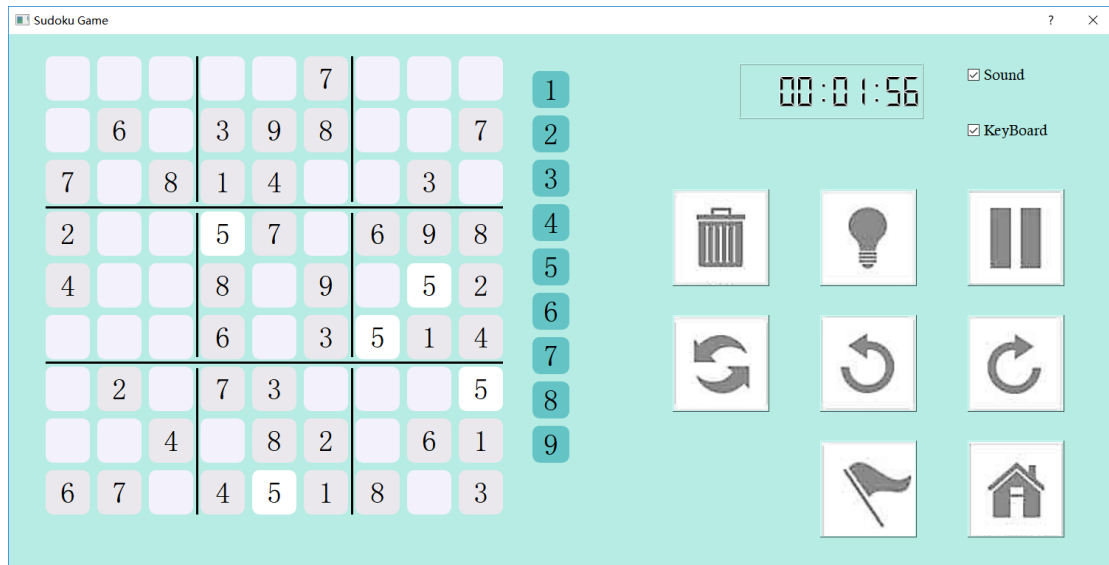 Sudoku Game
?
00:01:56
Sound
KeyBoard
7
6 3 9 8 7
7 8 1 4 3
2 5 7 6 9 8
4 8 9 5 2
6 3 5 1 4
2 7 3 5
4 8 2 6 1
6 7 4 5 1 8 3
1
2
3
4
5
6
7
8
9